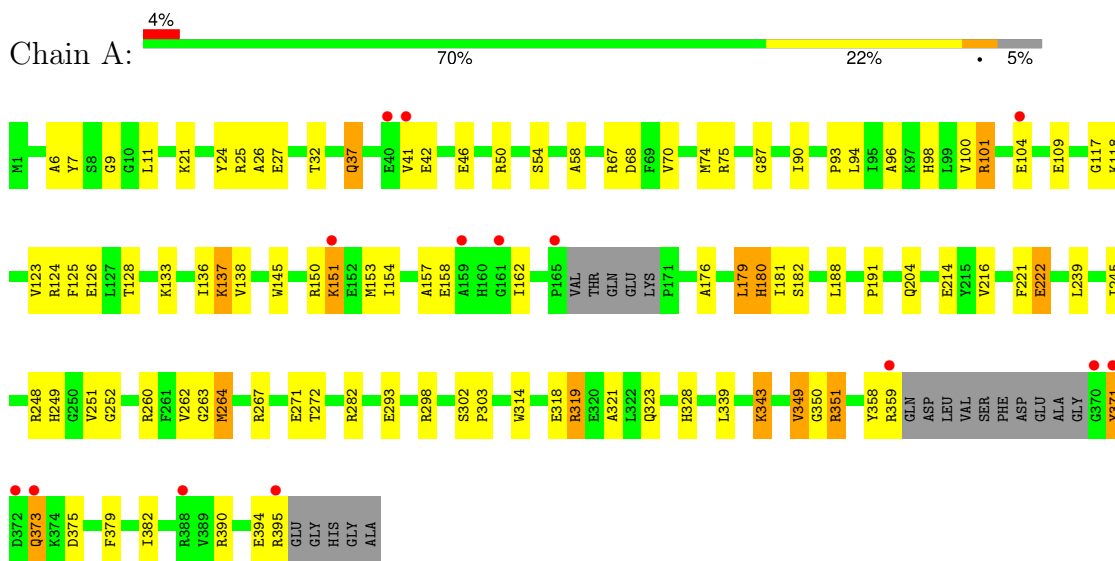 4%
Chain A:
70% 22% • 5%
M1 A6 Y7 S8 G9 G10 L11 K21 Y24 R25 A26 E27 T32 Q37 E40 V41 E42 E46 R50 S54 A58 R67 D68 F69 V70 M74 R75 G87 I90 P93 L94 I95 A96 K97 H98 L99 V100 R101 E104 E109 G117 K118
V123 R124 F125 E126 L127 T128 K133 I136 K137 V138 W145 R150 K151 E152 M153 I154 A157 E158 A159 H160 G161 I162 P165 VAL THR GLN GLU LYS P171 A176 L179 H180 I181 S182 L188 P191 Q204 E214 Y215 V216 F221 E222 L239
R248 H249 G250 V251 G252 R260 F261 V262 G263 M264 R267 E271 T272 R282 E293 R298 S302 P303 W314 E318 R319 E320 A321 L322 Q323 H328 L339 K343 V349 G350 R351 Y358 R359 GLN ASP LEU VAL SER PHE ASP GLU ALA GLY G370
D372 Q373 K374 D375 F379 I382 R388 V389 R390 E394 R395 GLU GLY HIS GLY ALA